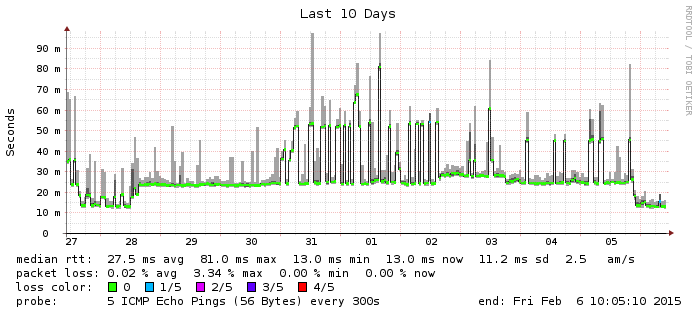 Last 10 Days
RRDTOOL / TOBI OETIKER
Seconds
90 m
80 m
70 m
60 m
50 m
40 m
30 m
20 m
10 m
0
27 28 29 30 31 01 02 03 04 05
median rtt: 27.5 ms avg 81.0 ms max 13.0 ms min 13.0 ms now 11.2 ms sd 2.5 am/s
packet loss: 0.02 % avg 3.34 % max 0.00 % min 0.00 % now
loss color: 0 1/5 2/5 3/5 4/5
probe: 5 ICMP Echo Pings (56 Bytes) every 300s end: Fri Feb 6 10:05:10 2015